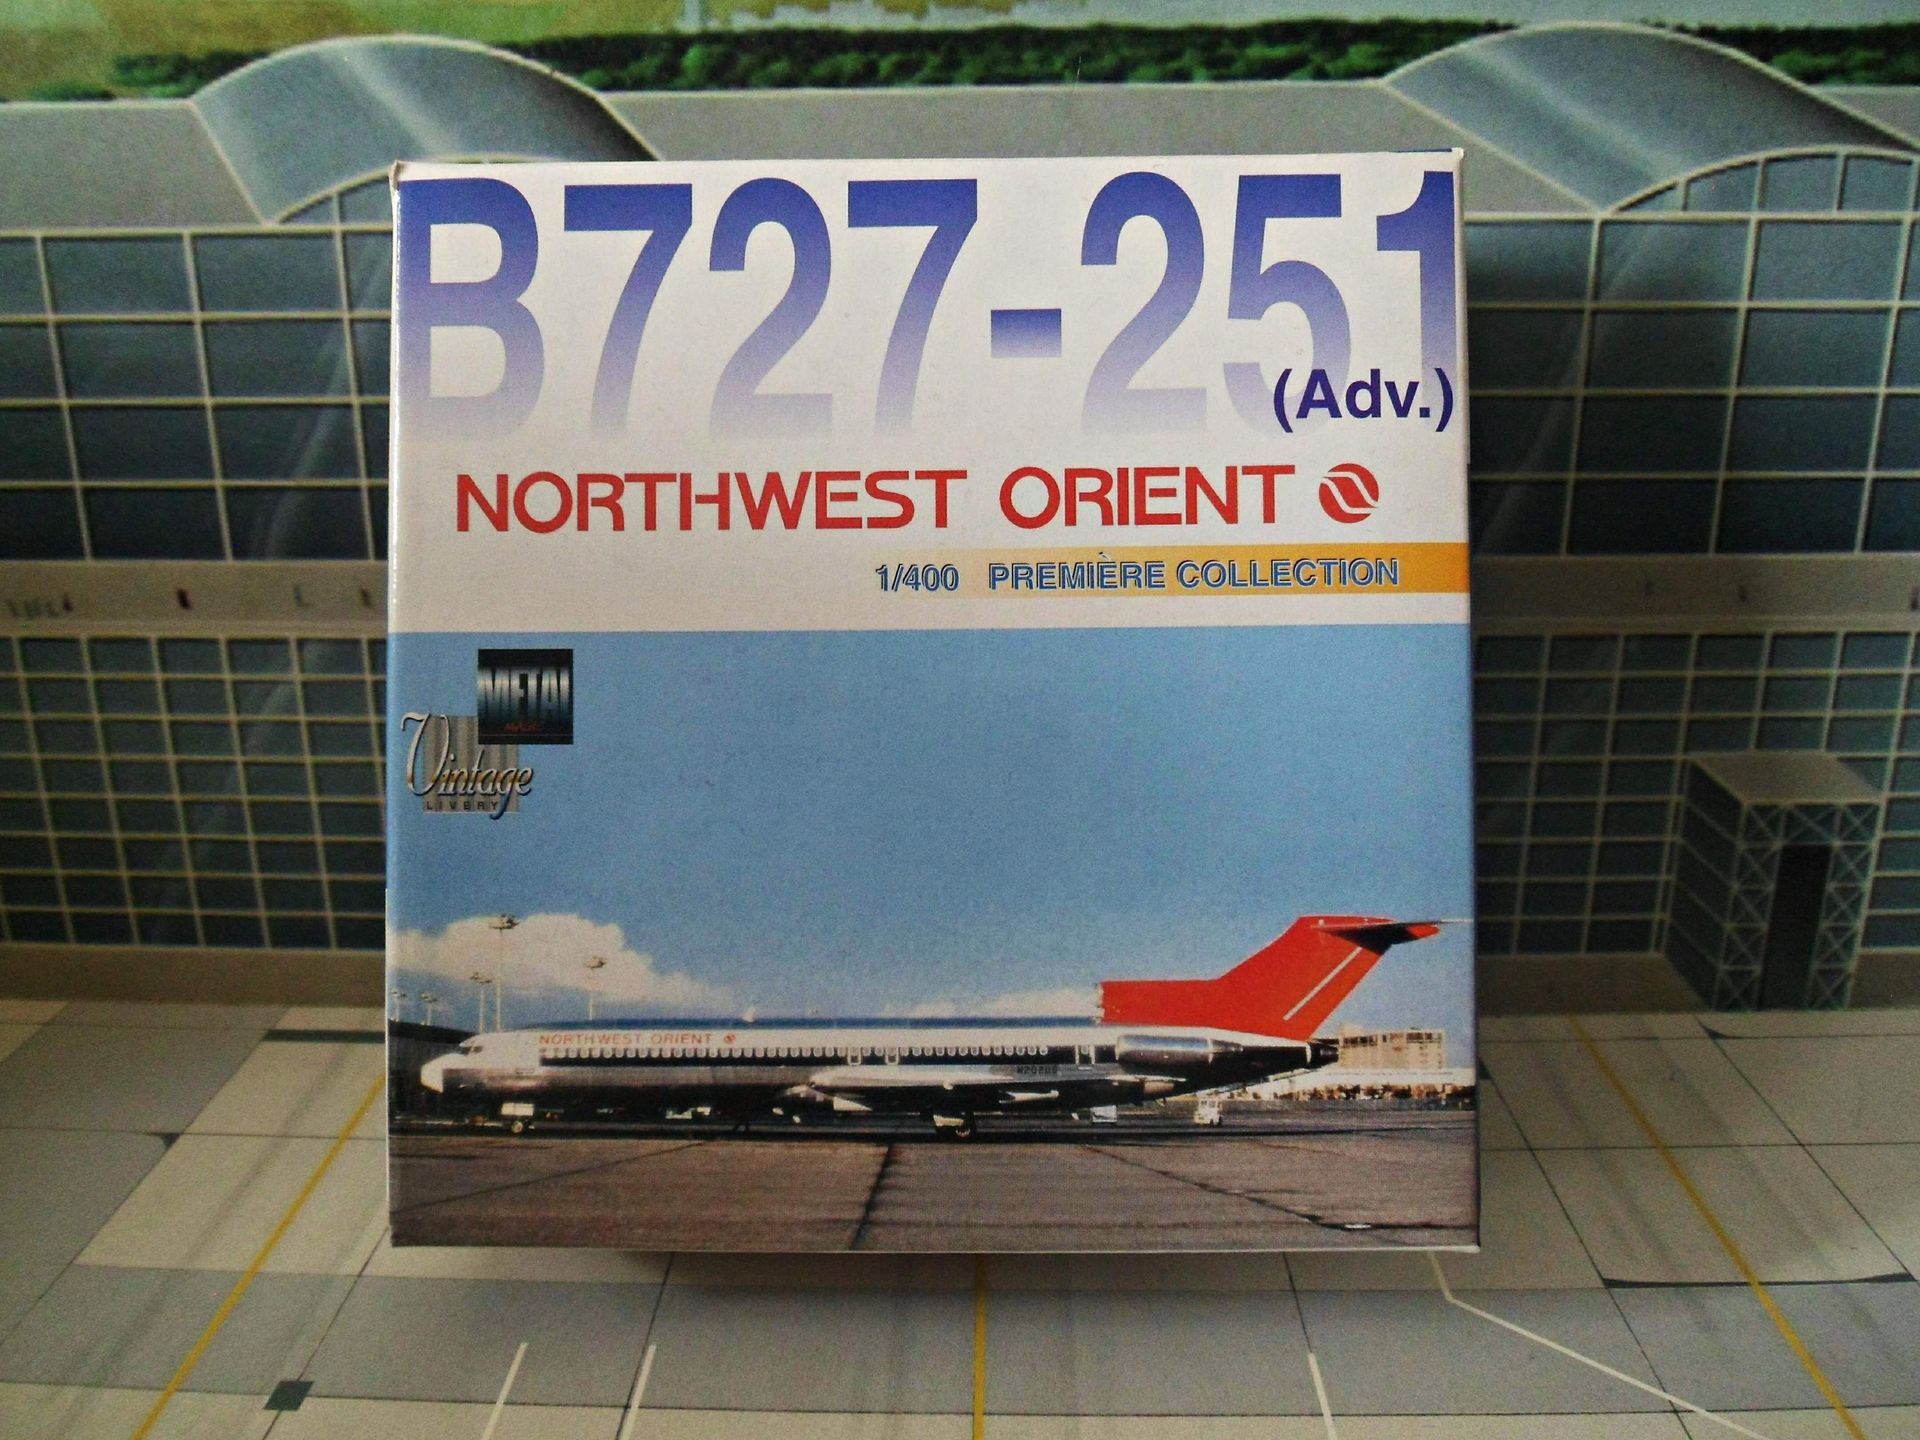 B727-251
(Adv.)
NORTHWEST ORIENT
1/400 PREMIÈRE COLLECTION
METAL
Vintage
LIVERY
NORTHWEST ORIENT